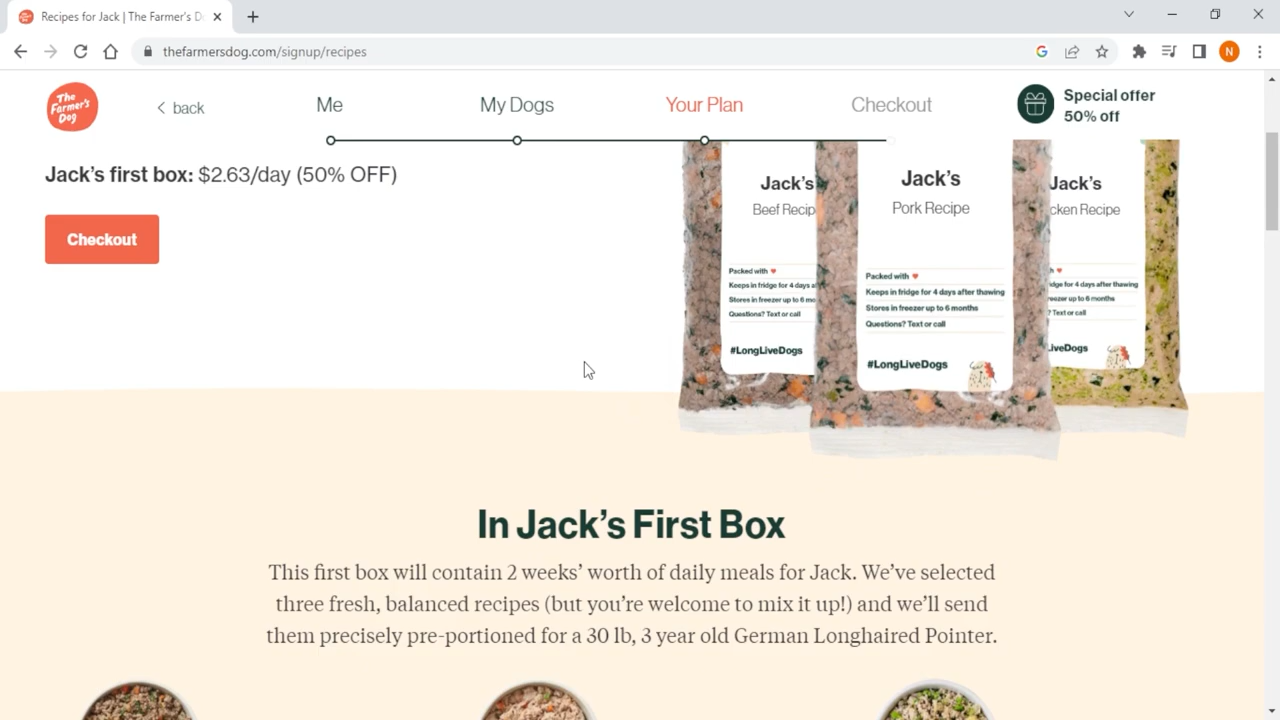 Recipes for Jack | The Farmer's D
thefarmersdog.com/signup/recipes
N
The Farmer's Dog
back
Me
My Dogs
Your Plan
Checkout
Special offer
50% off
Jack's first box: $2.63/day (50% OFF)
Checkout
Jack's
Beef Recip
Packed with
Keeps in fridge for 4 days a
Stores in freezer up to 6 mo
Questions? Text or call
#LongLiveDogs
Jack's
Pork Recipe
Packed with
Keeps in fridge for 4 days after thawing
Stores in freezer up to 6 months
Questions? Text or call
#LongLiveDogs
Jack's
cken Recipe
dge for 4 days after thawing
eezer up to 6 months
? Text or call
iveDogs
In Jack's First Box
This first box will contain 2 weeks' worth of daily meals for Jack. We've selected
three fresh, balanced recipes (but you're welcome to mix it up!) and we'll send
them precisely pre-portioned for a 30 lb, 3 year old German Longhaired Pointer.